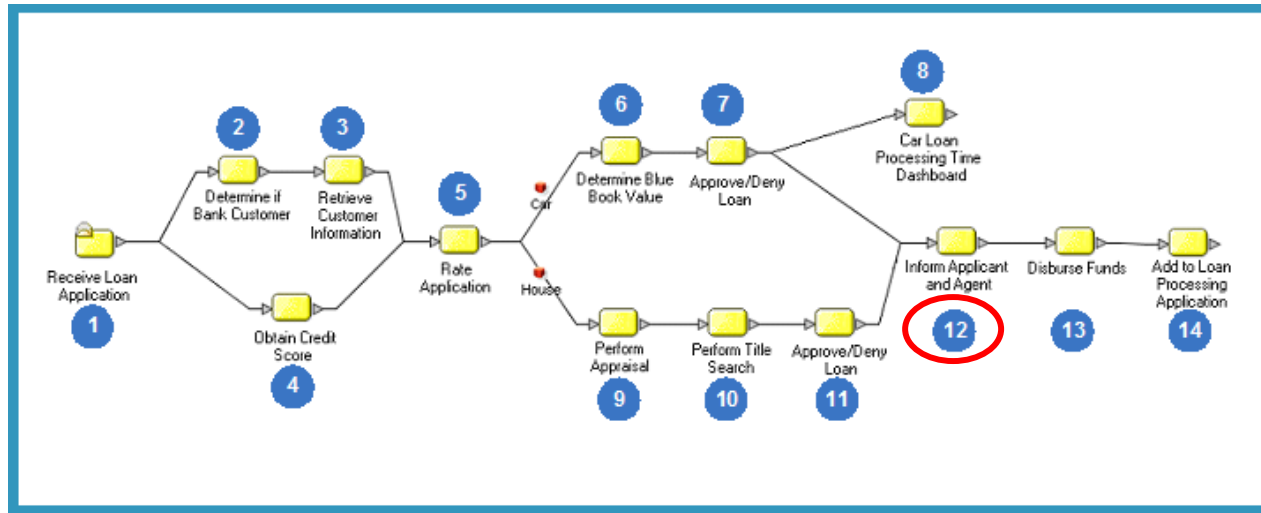 1
Receive Loan
Application
2
Determine if
Bank Customer
3
Retrieve
Customer
Information
4
Obtain Credit
Score
5
Rate
Application
Car
House
6
Determine Blue
Book Value
7
Approve/Deny
Loan
8
Car Loan
Processing Time
Dashboard
9
Perform
Appraisal
10
Perform Title
Search
11
Approve/Deny
Loan
12
Inform Applicant
and Agent
13
Disburse Funds
14
Add to Loan
Processing
Application